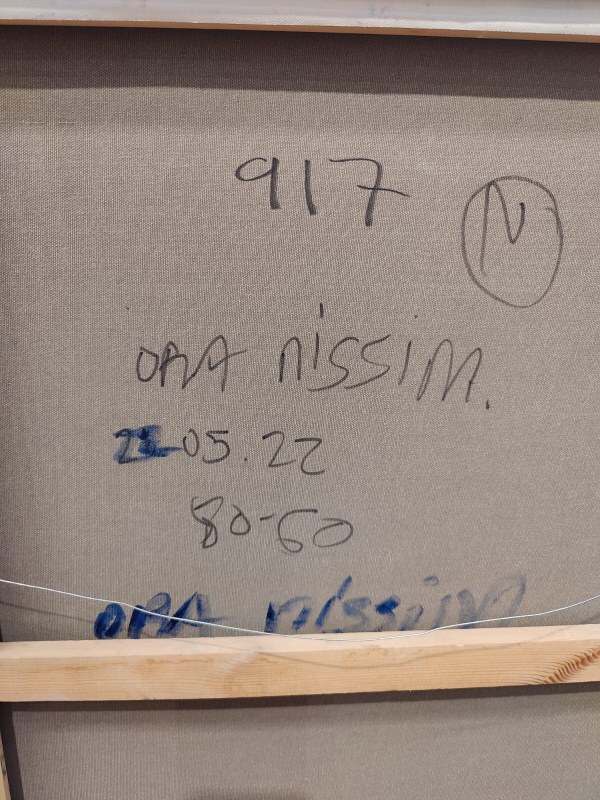 917
N
ORA NISSIM.
05.22
80-60
ORA NISSIM